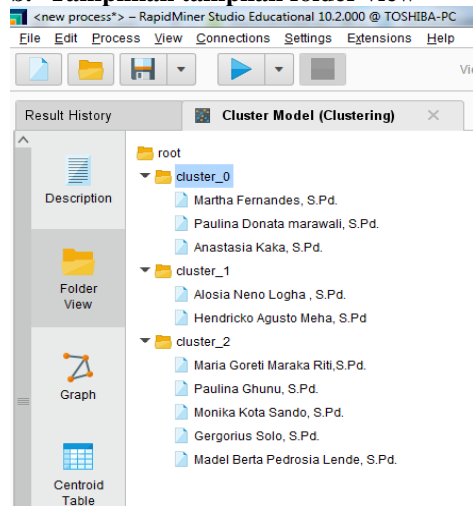 <new process*> – RapidMiner Studio Educational 10.2.000 @ TOSHIBA-PC
File Edit Process View Connections Settings Extensions Help
Result History
Cluster Model (Clustering)
Description
Folder View
Graph
Centroid Table
root
cluster_0
Martha Fernandes, S.Pd.
Paulina Donata marawali, S.Pd.
Anastasia Kaka, S.Pd.
cluster_1
Alosia Neno Logha , S.Pd.
Hendricko Agusto Meha, S.Pd
cluster_2
Maria Goreti Maraka Riti,S.Pd.
Paulina Ghunu, S.Pd.
Monika Kota Sando, S.Pd.
Gergorius Solo, S.Pd.
Madel Berta Pedrosia Lende, S.Pd.